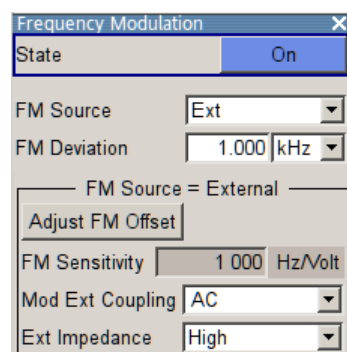 Frequency Modulation
State On
FM Source Ext
FM Deviation 1.000 kHz
FM Source = External
Adjust FM Offset
FM Sensitivity 1 000 Hz/Volt
Mod Ext Coupling AC
Ext Impedance High